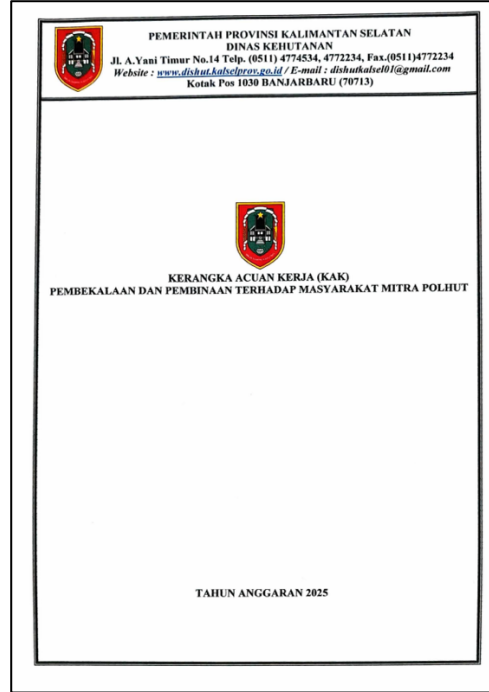 PEMERINTAH PROVINSI KALIMANTAN SELATAN
DINAS KEHUTANAN
Jl. A.Yani Timur No.14 Telp. (0511) 4774534, 4772234, Fax.(0511)4772234
Website : www.dishut.kalselprov.go.id / E-mail : dishutkalsel01@gmail.com
Kotak Pos 1030 BANJARBARU (70713)
KERANGKA ACUAN KERJA (KAK)
PEMBEKALAAN DAN PEMBINAAN TERHADAP MASYARAKAT MITRA POLHUT
TAHUN ANGGARAN 2025